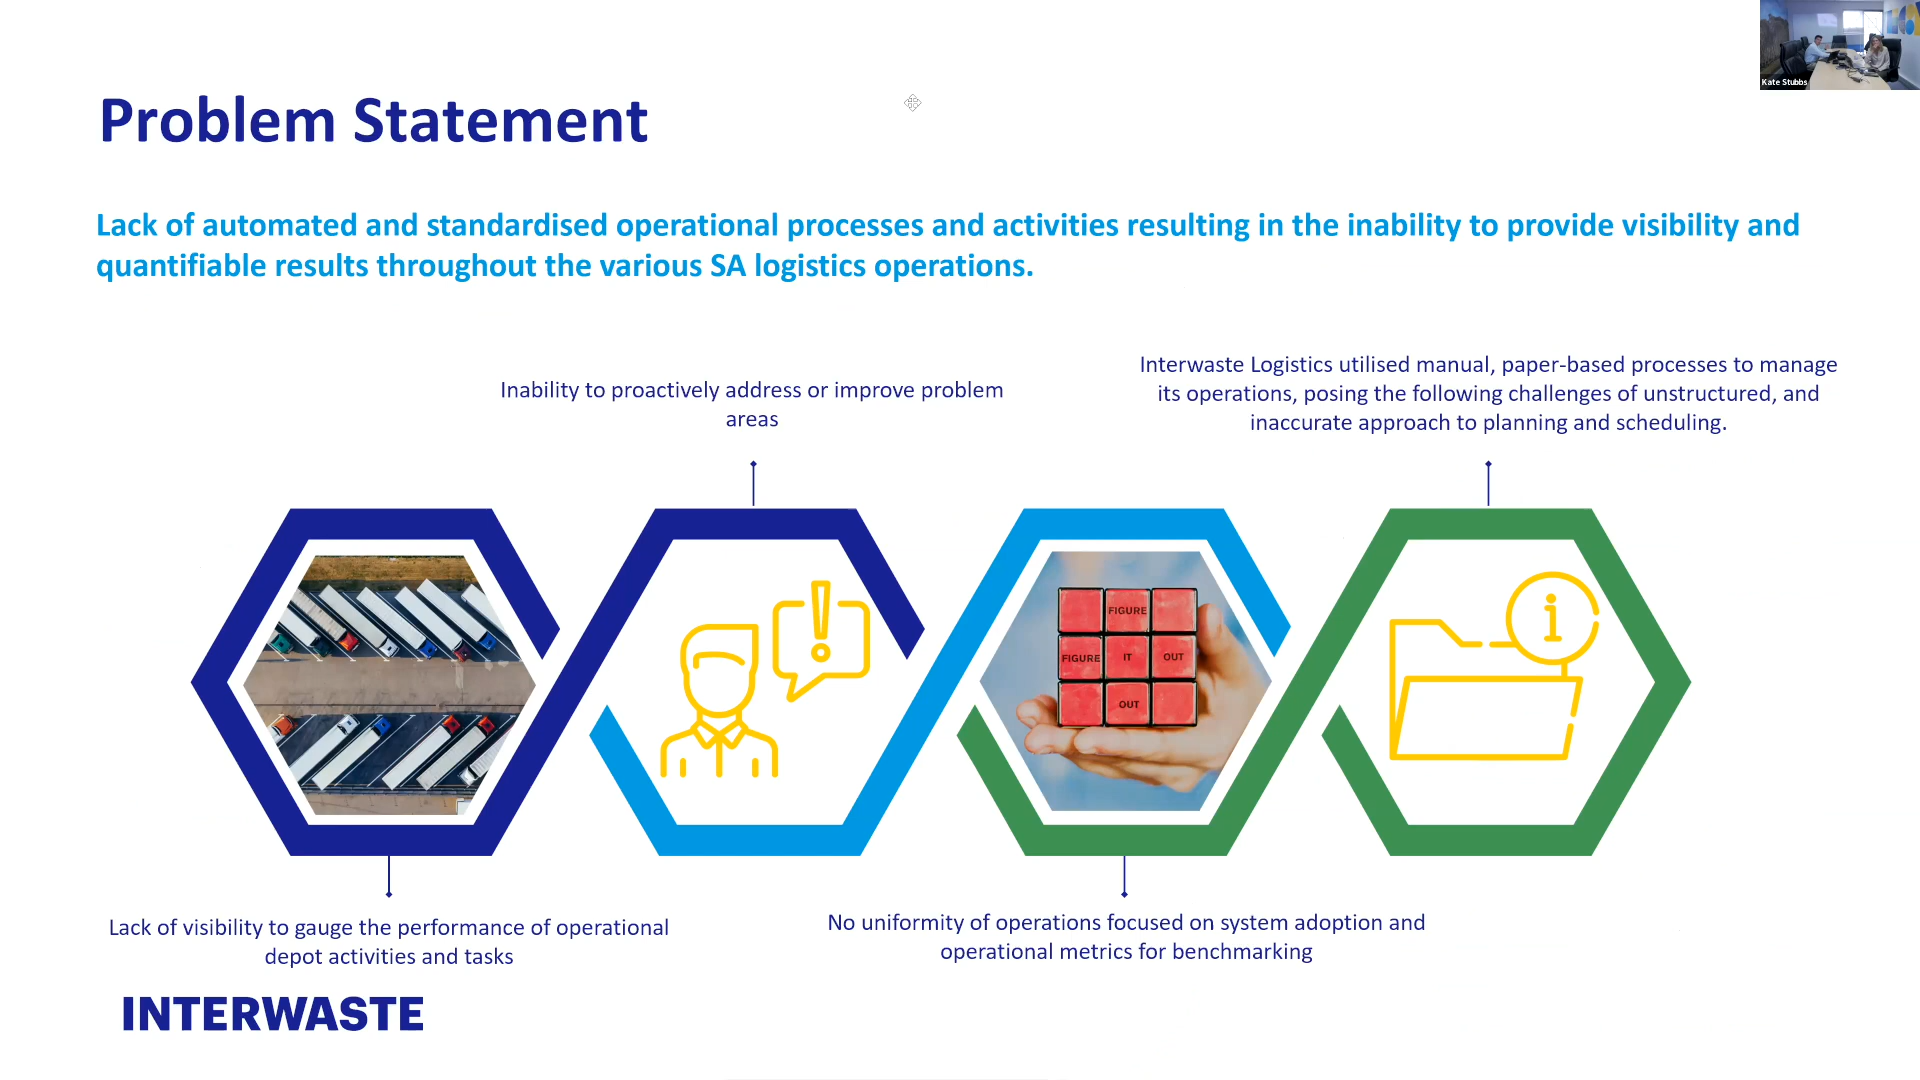 Kate Stubbs
Problem Statement
Lack of automated and standardised operational processes and activities resulting in the inability to provide visibility and
quantifiable results throughout the various SA logistics operations.
Inability to proactively address or improve problem
areas
Interwaste Logistics utilised manual, paper-based processes to manage
its operations, posing the following challenges of unstructured, and
inaccurate approach to planning and scheduling.
FIGURE
FIGURE IT OUT
OUT
Lack of visibility to gauge the performance of operational
depot activities and tasks
No uniformity of operations focused on system adoption and
operational metrics for benchmarking
INTERWASTE